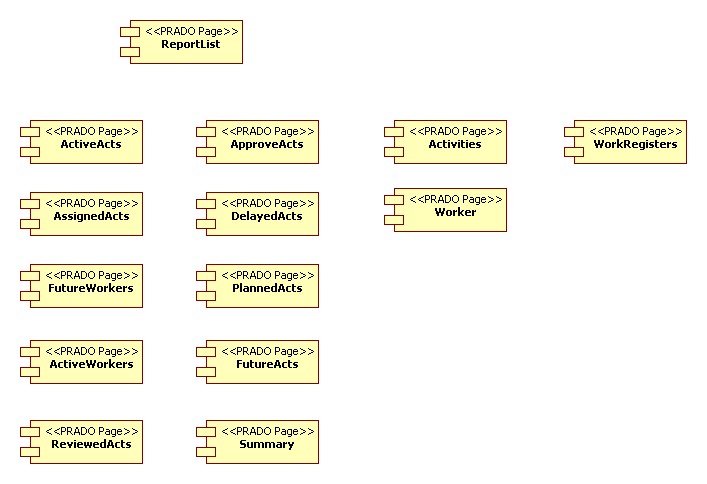 <<PRADO Page>>
ReportList
<<PRADO Page>>
ActiveActs
<<PRADO Page>>
ApproveActs
<<PRADO Page>>
Activities
<<PRADO Page>>
WorkRegisters
<<PRADO Page>>
AssignedActs
<<PRADO Page>>
DelayedActs
<<PRADO Page>>
Worker
<<PRADO Page>>
FutureWorkers
<<PRADO Page>>
PlannedActs
<<PRADO Page>>
ActiveWorkers
<<PRADO Page>>
FutureActs
<<PRADO Page>>
ReviewedActs
<<PRADO Page>>
Summary